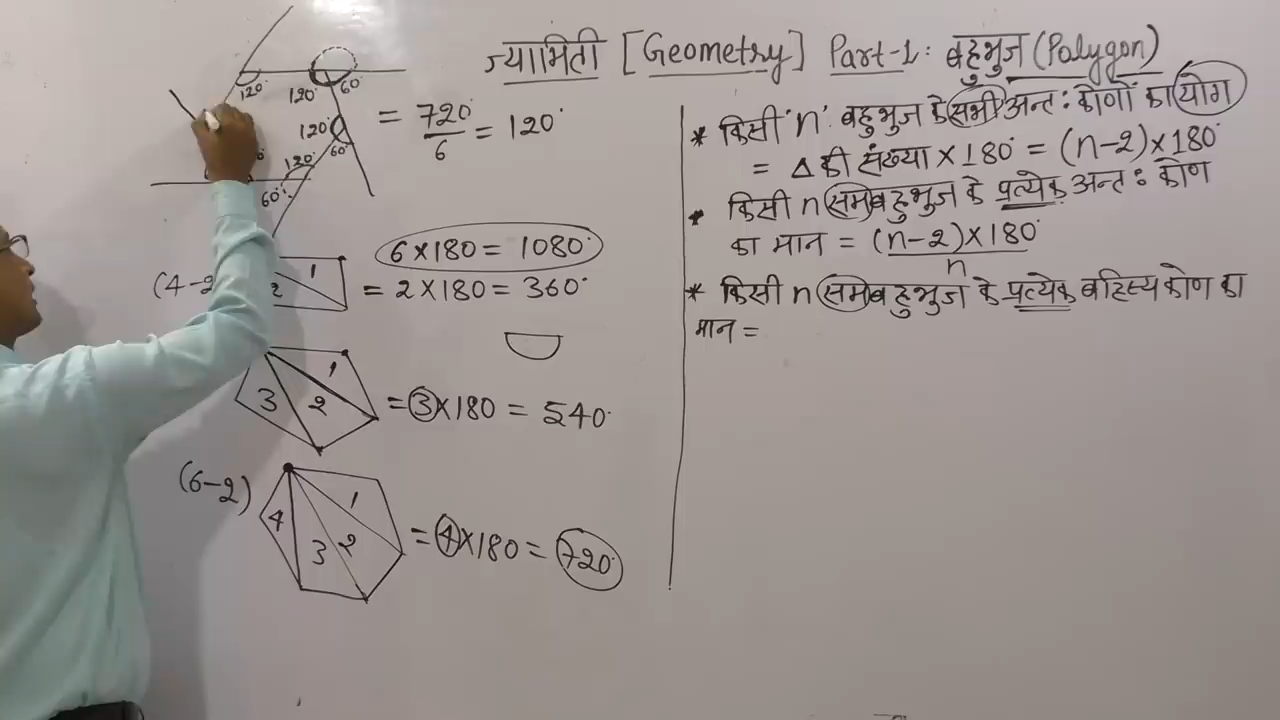 ज्यामिती [Geometry] Part-1: बहुभुज (Polygon)
120°
60
120°
120°
60°
120°
60°
= 720° / 6 = 120°
6×180 = 1080°
(4-2
1
2
= 2×180 = 360°
1
2
3
= 3×180 = 540°
(6-2)
1
2
3
4
= 4×180 = 720°
* किसी 'n' बहुभुज के सभी अन्त: कोणों का योग
= Δ की संख्या × 180° = (n-2)×180°
* किसी n समबहुभुज के प्रत्येक अन्त: कोण
का मान = (n-2)×180° / n
* किसी n समबहुभुज के प्रत्येक बहिस्य कोण का
मान =